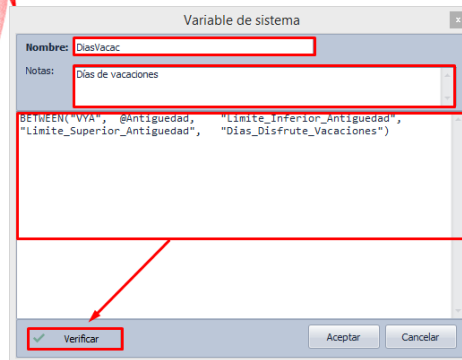 Variable de sistema
x
Nombre: DiasVacac
Notas: Días de vacaciones
BETWEEN("VYA", @Antiguedad, "Limite_Inferior_Antiguedad",
"Limite_Superior_Antiguedad", "Dias_Disfrute_Vacaciones")
Verificar Aceptar Cancelar